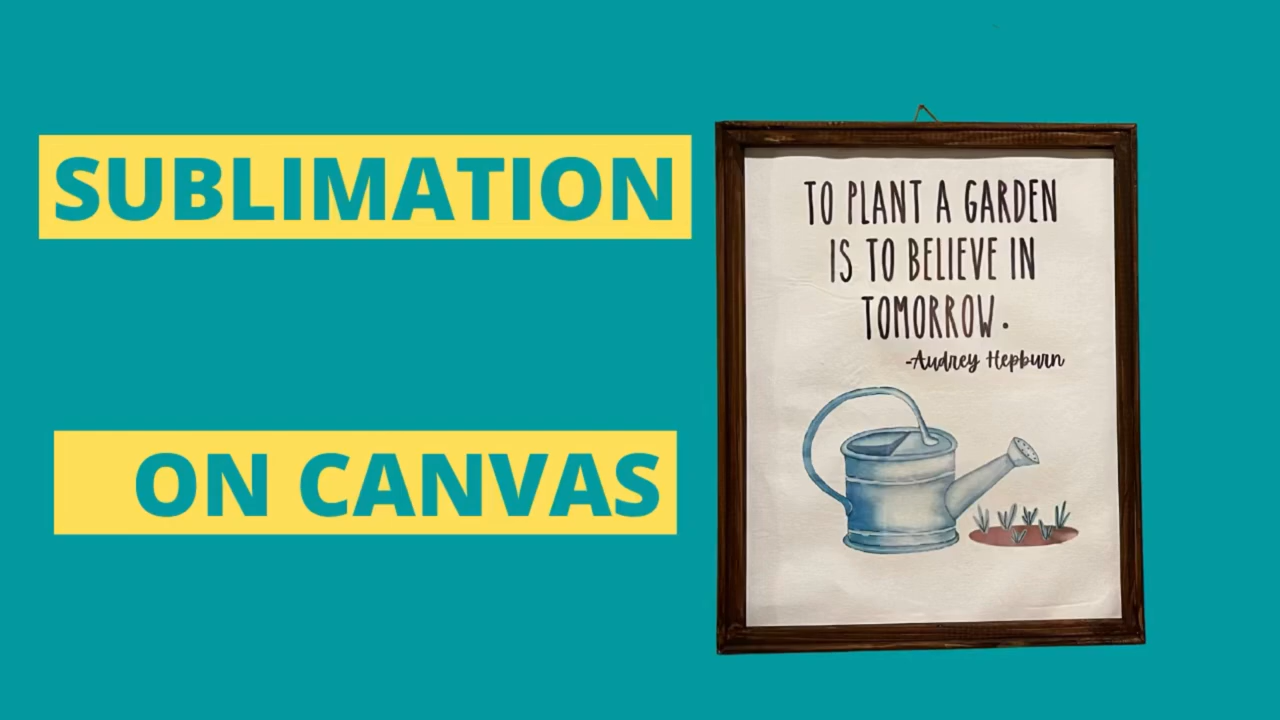 SUBLIMATION
ON CANVAS
TO PLANT A GARDEN
IS TO BELIEVE IN
TOMORROW.
-Audrey Hepburn